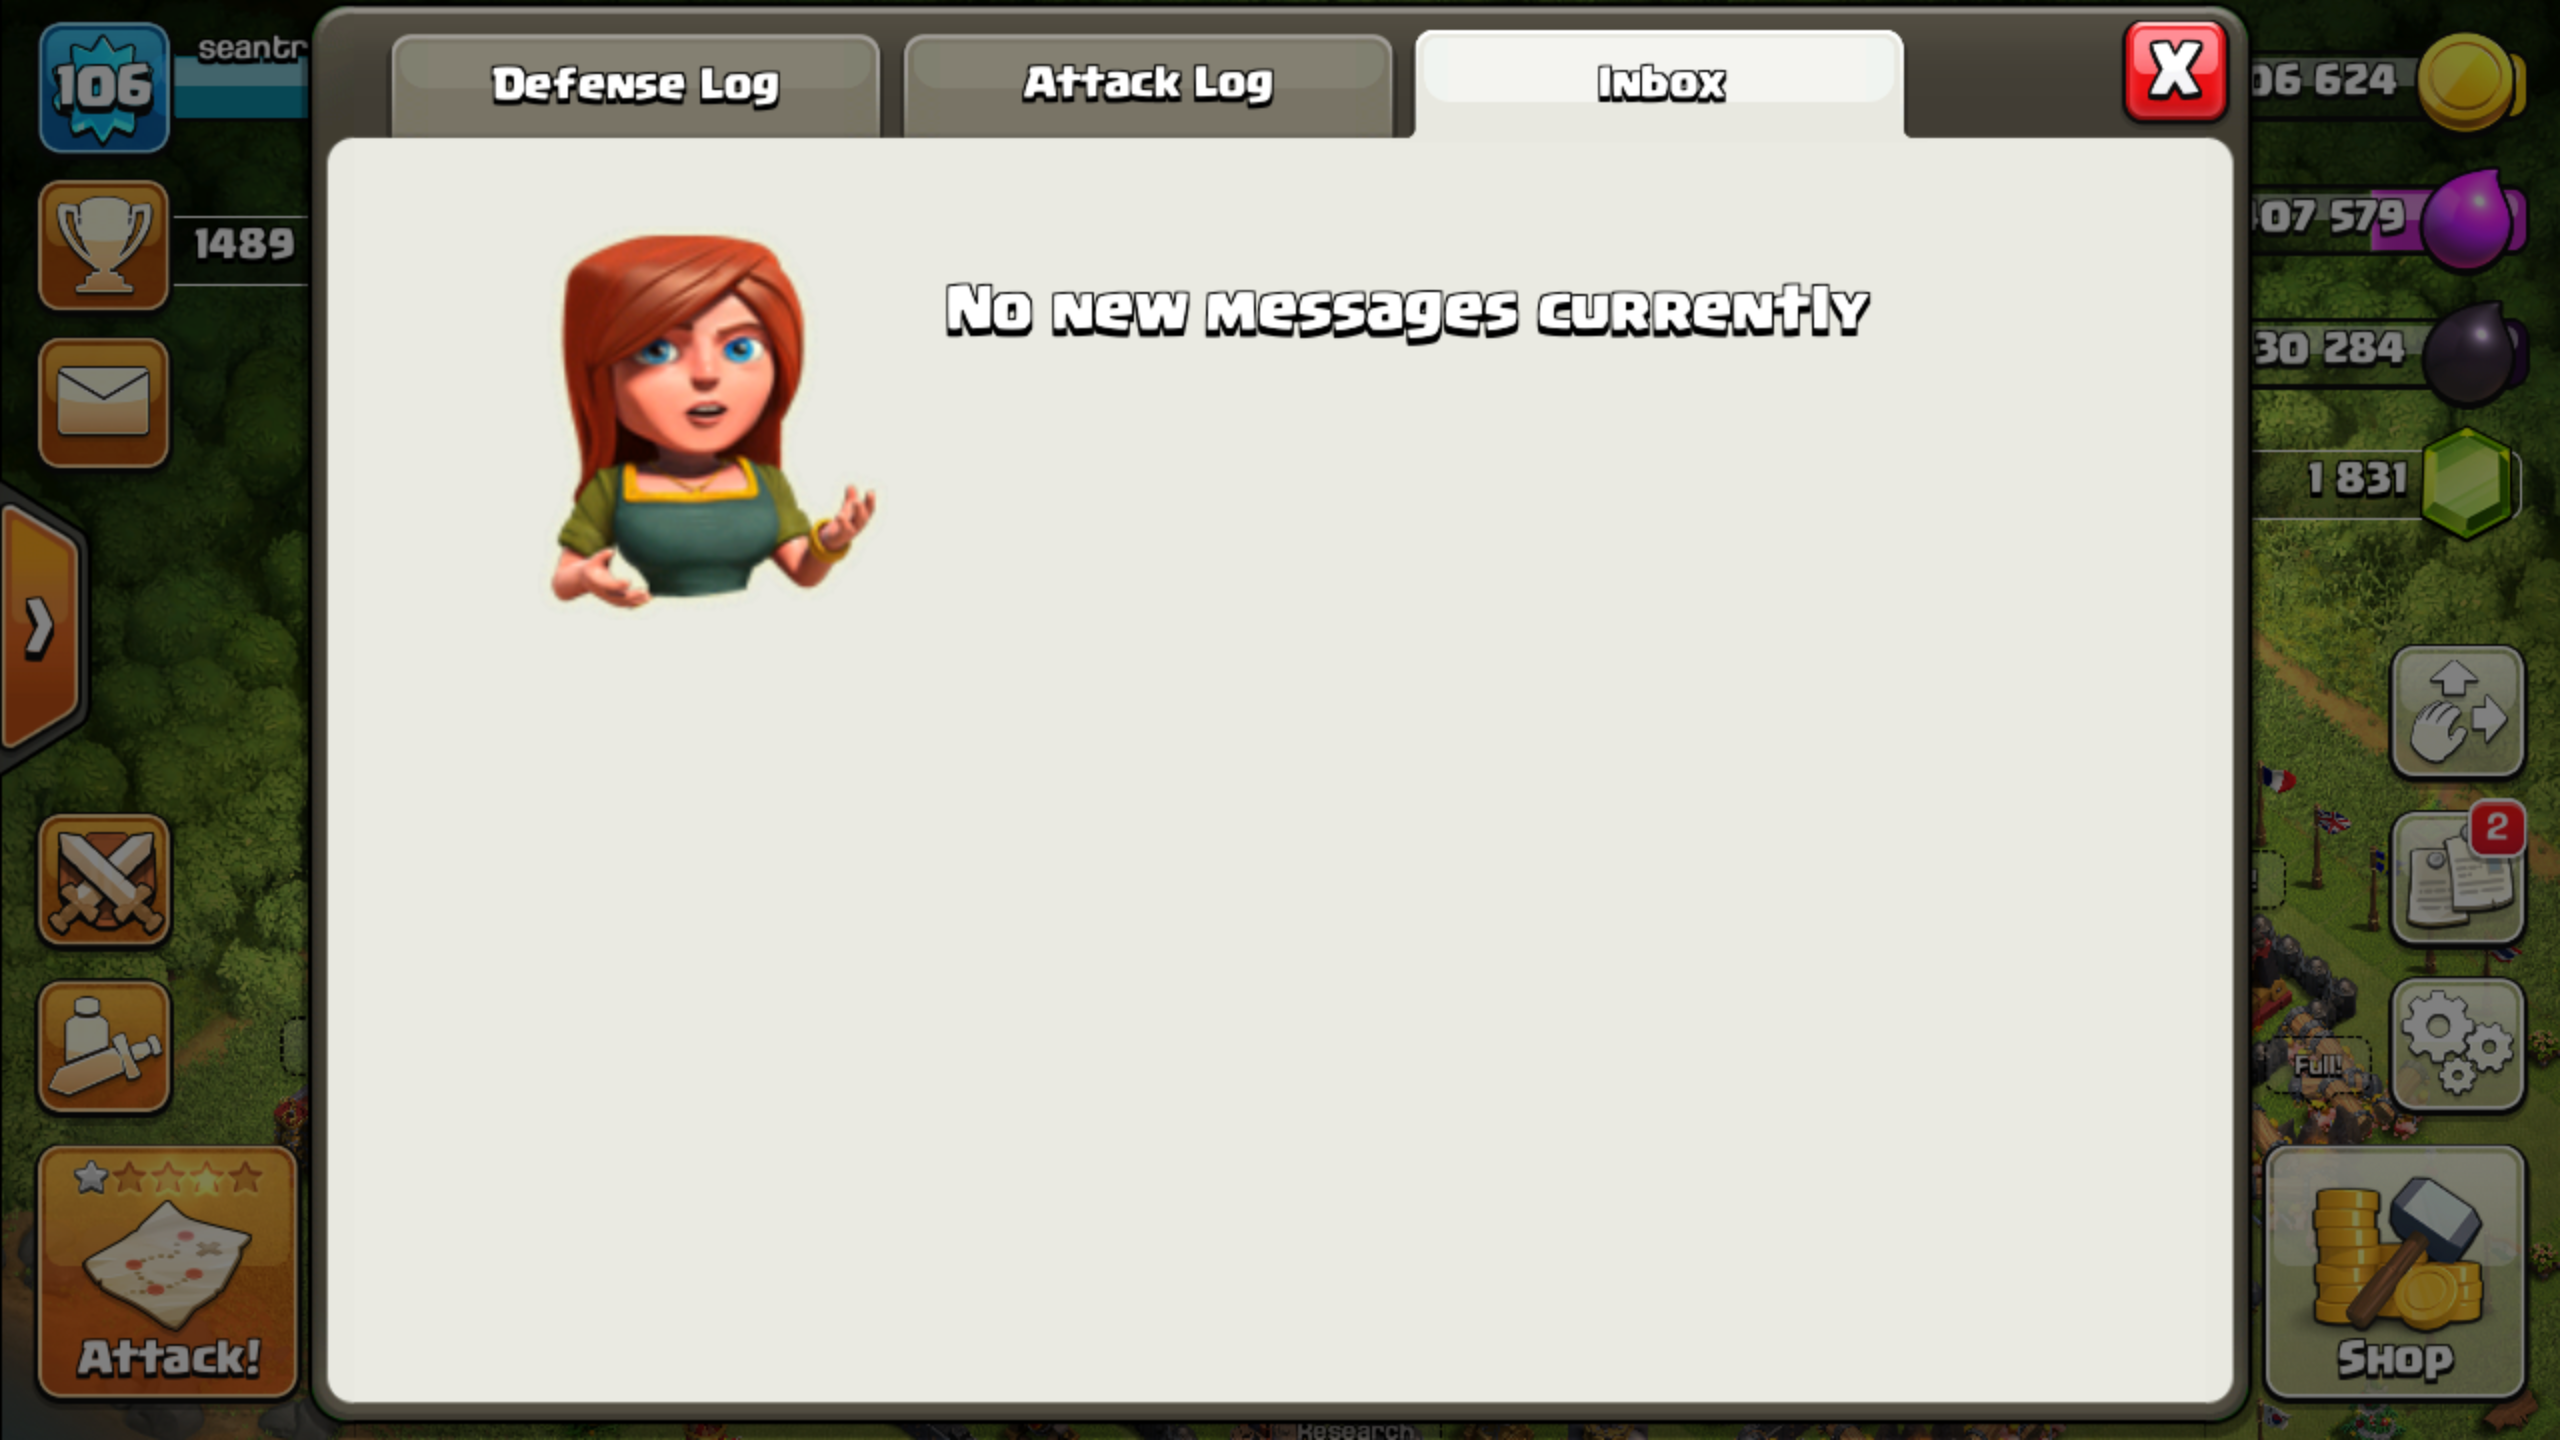 106
seantr
Defense Log
Attack Log
Inbox
X
06 624
1489
No new messages currently
07 579
30 284
1 831
2
Full!
Attack!
Shop
Research